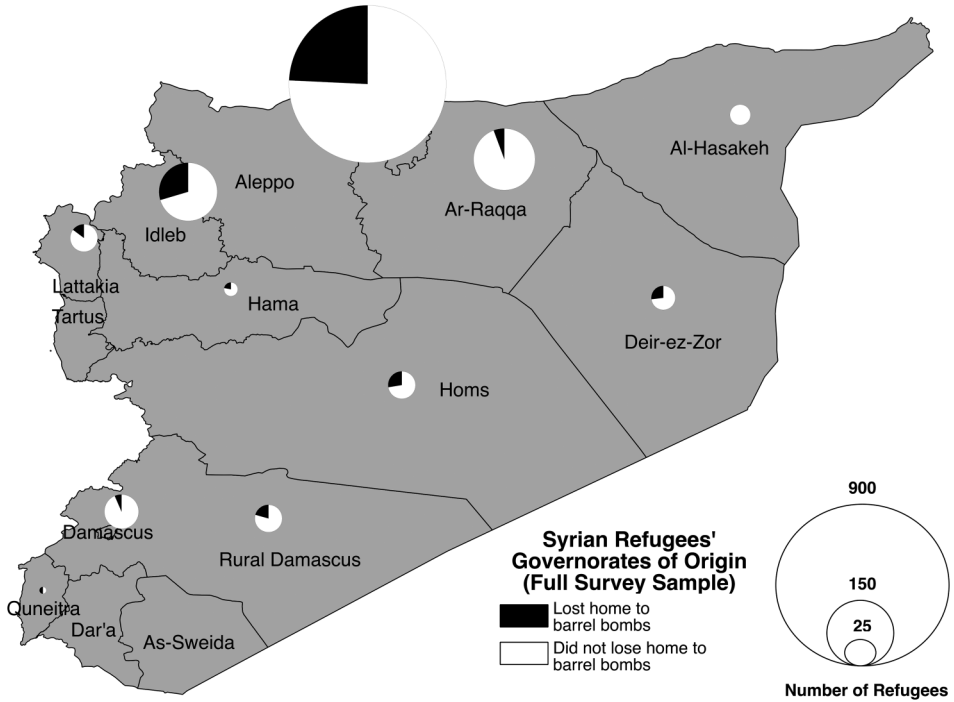 Aleppo
Al-Hasakeh
Ar-Raqqa
Idleb
Lattakia
Hama
Tartus
Deir-ez-Zor
Homs
Damascus
Rural Damascus
Quneitra
Dar'a
As-Sweida
Syrian Refugees'
Governorates of Origin
(Full Survey Sample)
Lost home to
barrel bombs
Did not lose home to
barrel bombs
900
150
25
Number of Refugees